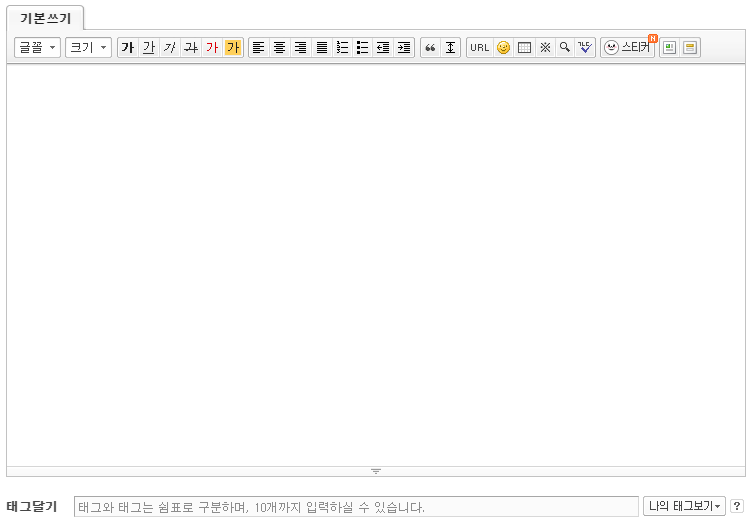 기본쓰기
글꼴 크기 가 가 가 가 가 가 URL ※ 스티커 N
태그달기 태그와 태그는 쉼표로 구분하며, 10개까지 입력하실 수 있습니다. 나의 태그보기 ?